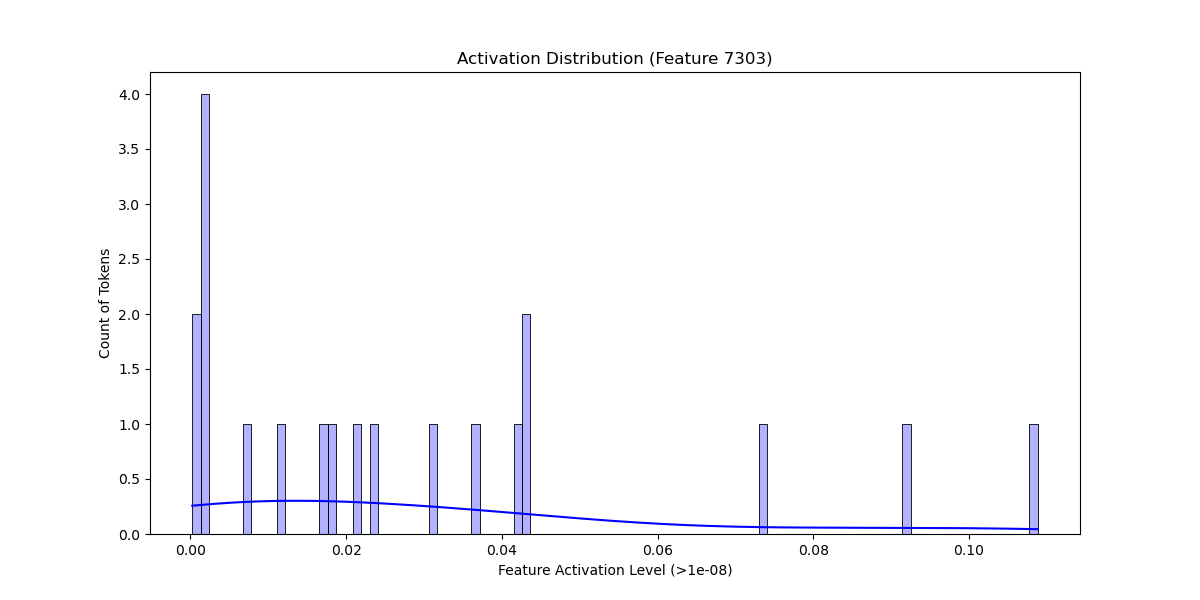 Activation Distribution (Feature 7303)
4.0
3.5
3.0
2.5
2.0
1.5
1.0
0.5
0.0
Count of Tokens
0.00 0.02 0.04 0.06 0.08 0.10
Feature Activation Level (>1e-08)